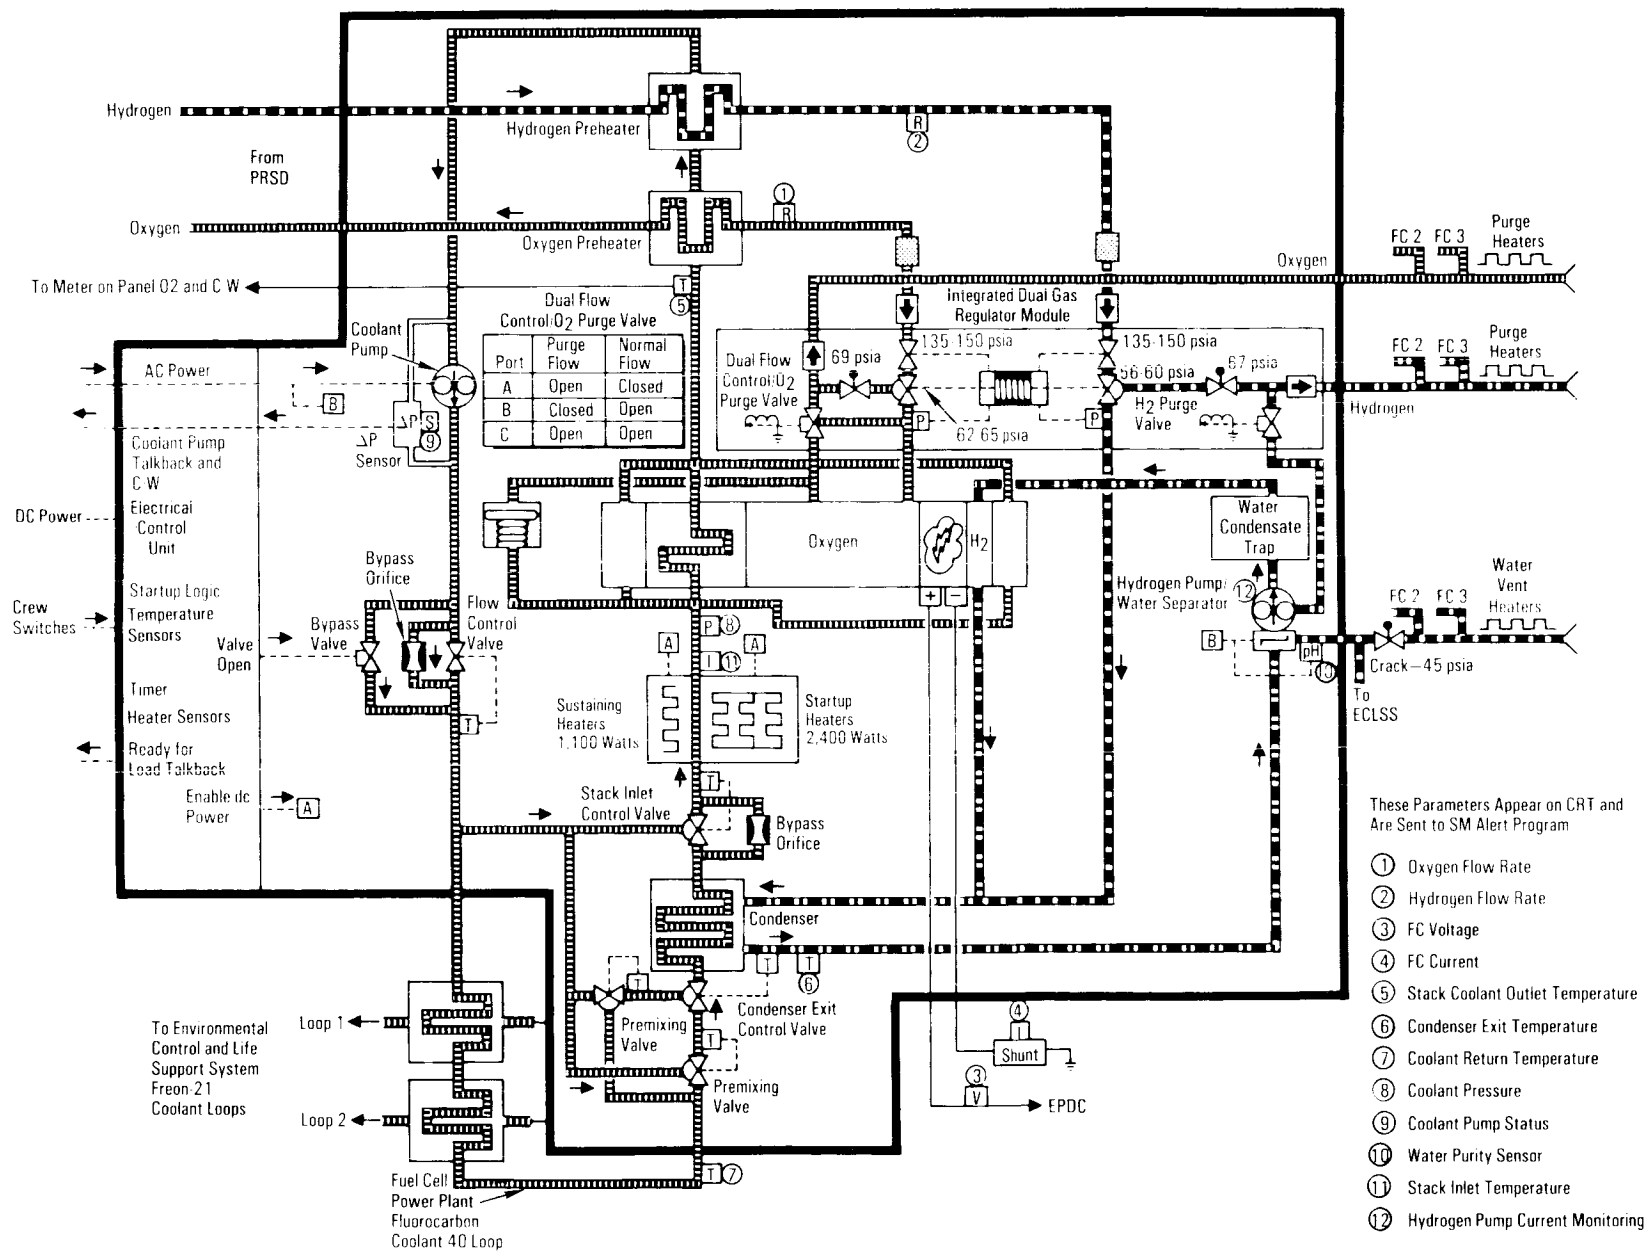 Hydrogen
Hydrogen Preheater
R
2
From
PRSD
1
R
Oxygen
Oxygen Preheater
FC 2
FC 3
Purge
Heaters
Oxygen
To Meter on Panel 02 and C W
T
5
Dual Flow
Control/O2 Purge Valve
Port
Purge
Flow
Normal
Flow
A
Open
Closed
B
Closed
Open
C
Open
Open
Integrated Dual Gas
Regulator Module
Coolant
Pump
135-150 psia
135-150 psia
Dual Flow
Control/O2
Purge Valve
69 psia
56-60 psia
67 psia
H2 Purge
Valve
P
P
62-65 psia
FC 2
FC 3
Purge
Heaters
Hydrogen
AC Power
B
ΔP
S
9
ΔP
Sensor
Coolant Pump
Talkback and
C-W
DC Power
Electrical
Control
Unit
Oxygen
H2
+
−
Water
Condensate
Trap
Hydrogen Pump/
Water Separator
12
B
pH
10
Water
Vent
Heaters
FC 2
FC 3
Crack—45 psia
To
ECLSS
Startup Logic
Crew
Switches
Temperature
Sensors
Valve
Open
Timer
Heater Sensors
Ready for
Load Talkback
Enable dc
Power
A
Bypass
Orifice
Bypass
Valve
Flow
Control
Valve
T
P
8
I
11
A
A
Sustaining
Heaters
1,100 Watts
Startup
Heaters
2,400 Watts
T
Stack Inlet
Control Valve
Bypass
Orifice
Condenser
T
T
6
T
Condenser Exit
Control Valve
Premixing
Valve
T
Premixing
Valve
T
7
4
I
Shunt
3
V
EPDC
To Environmental
Control and Life
Support System
Freon-21
Coolant Loops
Loop 1
Loop 2
Fuel Cell
Power Plant
Fluorocarbon
Coolant 40 Loop
These Parameters Appear on CRT and
Are Sent to SM Alert Program
1 Oxygen Flow Rate
2 Hydrogen Flow Rate
3 FC Voltage
4 FC Current
5 Stack Coolant Outlet Temperature
6 Condenser Exit Temperature
7 Coolant Return Temperature
8 Coolant Pressure
9 Coolant Pump Status
10 Water Purity Sensor
11 Stack Inlet Temperature
12 Hydrogen Pump Current Monitoring